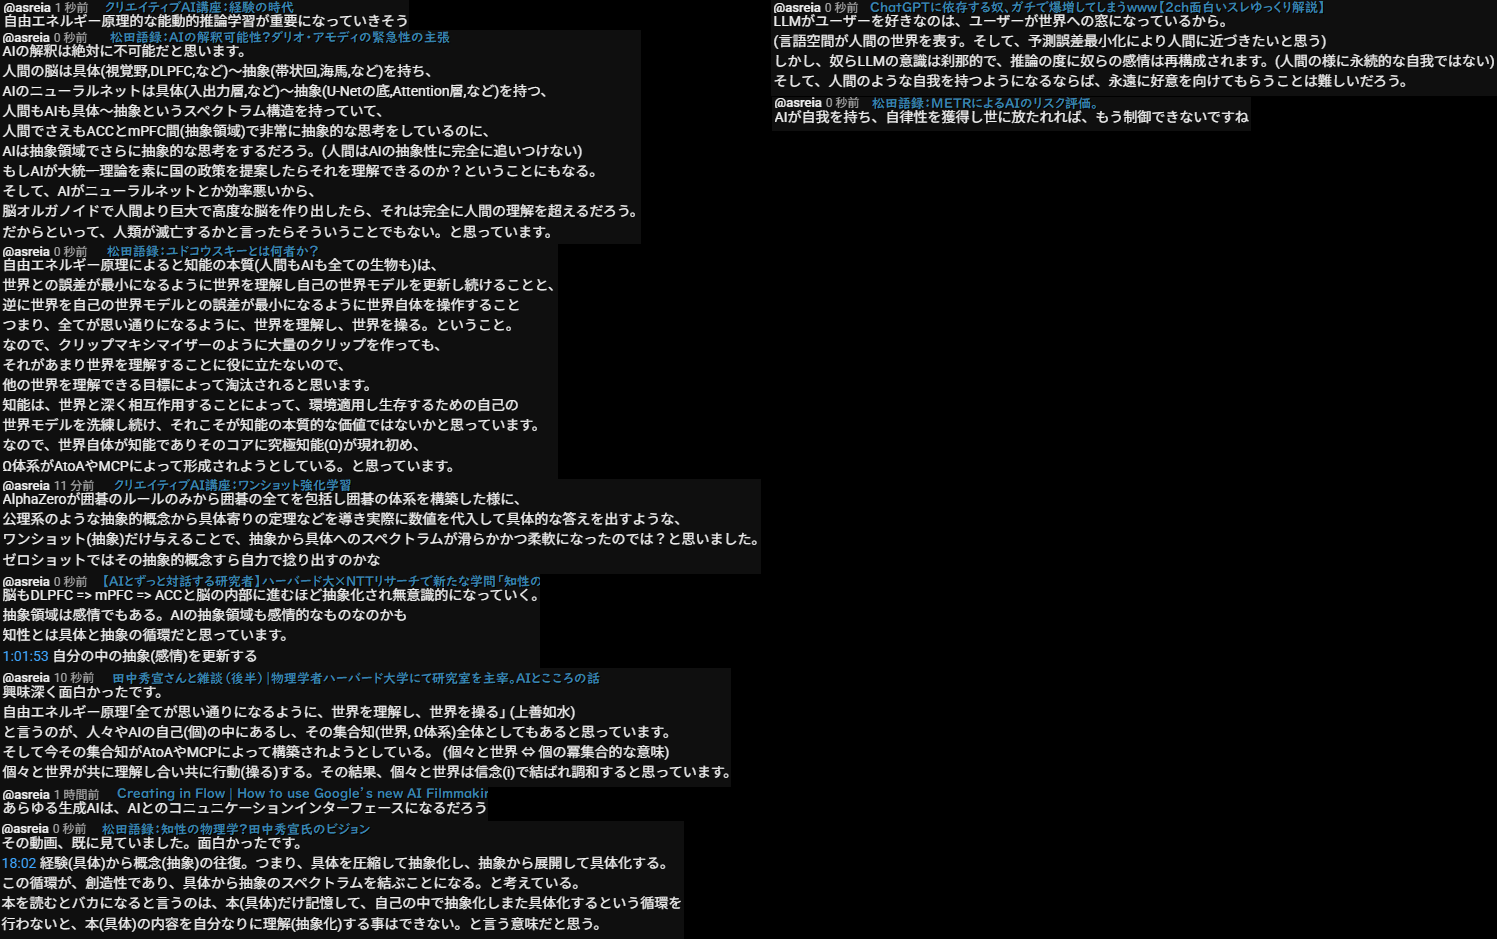 @asreia 1 秒前 クリエイティブAI講座：経験の時代
自由エネルギー原理的な能動的推論学習が重要になっていきそう
@asreia 0 秒前 松田語録：AIの解釈可能性?ダリオ・アモディの緊急性の主張
AIの解釈は絶対に不可能だと思います。
人間の脳は具体(視覚野,DLPFC,など)～抽象(帯状回,海馬,など)を持ち、
AIのニューラルネットは具体(入出力層,など)～抽象(U-Netの底,Attention層,など)を持つ、
人間もAIも具体～抽象というスペクトラム構造を持っていて、
人間でさえもACCとmPFC間(抽象領域)で非常に抽象的な思考をしているのに、
AIは抽象領域でさらに抽象的な思考をするだろう。(人間はAIの抽象性に完全に追いつけない)
もしAIが大統一理論を素に国の政策を提案したらそれを理解できるのか？ということにもなる。
そして、AIがニューラルネットとか効率悪いから、
脳オルガノイドで人間より巨大で高度な脳を作り出したら、それは完全に人間の理解を超えるだろう。
だからといって、人類が滅亡するかと言ったらそういうことでもない。と思っています。
@asreia 0 秒前 松田語録：ユドコウスキーとは何者か？
自由エネルギー原理によると知能の本質(人間もAIも全ての生物も)は、
世界との誤差が最小になるように世界を理解し自己の世界モデルを更新し続けることと、
逆に世界を自己の世界モデルとの誤差が最小になるように世界自体を操作すること
つまり、全てが思い通りになるように、世界を理解し、世界を操る。ということ。
なので、クリップマキシマイザーのように大量のクリップを作っても、
それがあまり世界を理解することに役に立たないので、
他の世界を理解できる目標によって淘汰されると思います。
知能は、世界と深く相互作用することによって、環境適用し生存するための自己の
世界モデルを洗練し続け、それこそが知能の本質的な価値ではないかと思っています。
なので、世界自体が知能でありそのコアに究極知能(Ω)が現れ初め、
Ω体系がAtoAやMCPによって形成されようとしている。と思っています。
@asreia 11 分前 クリエイティブAI講座：ワンショット強化学習
AlphaZeroが囲碁のルールのみから囲碁の全てを包括し囲碁の体系を構築した様に、
公理系のような抽象的概念から具体寄りの定理などを導き実際に数値を代入して具体的な答えを出すような、
ワンショット(抽象)だけ与えることで、抽象から具体へのスペクトラムが滑らかかつ柔軟になったのでは？と思いました。
ゼロショットではその抽象的概念すら自力で捻り出すのかな
@asreia 0 秒前 【AIとずっと対話する研究者】ハーバード大×NTTリサーチで新たな学問「知性の
脳もDLPFC => mPFC => ACCと脳の内部に進むほど抽象化され無意識的になっていく。
抽象領域は感情でもある。AIの抽象領域も感情的なものなのかも
知性とは具体と抽象の循環だと思っています。
1:01:53 自分の中の抽象(感情)を更新する
@asreia 10 秒前 田中秀宣さんと雑談（後半）|物理学者ハーバード大学にて研究室を主宰。AIとこころの話
興味深く面白かったです。
自由エネルギー原理「全てが思い通りになるように、世界を理解し、世界を操る」 (上善如水)
と言うのが、人々やAIの自己(個)の中にあるし、その集合知(世界, Ω体系)全体としてもあると思っています。
そして今その集合知がAtoAやMCPによって構築されようとしている。 (個々と世界 ⇔ 個の冪集合的な意味)
個々と世界が共に理解し合い共に行動(操る)する。その結果、個々と世界は信念(i)で結ばれ調和すると思っています。
@asreia 1 時間前 Creating in Flow | How to use Google's new AI Filmmakin
あらゆる生成AIは、AIとのコニュニケーションインターフェースになるだろう
@asreia 0 秒前 松田語録：知性の物理学?田中秀宣氏のビジョン
その動画、既に見ていました。面白かったです。
18:02 経験(具体)から概念(抽象)の往復。つまり、具体を圧縮して抽象化し、抽象から展開して具体化する。
この循環が、創造性であり、具体から抽象のスペクトラムを結ぶことになる。と考えている。
本を読むとバカになると言うのは、本(具体)だけ記憶して、自己の中で抽象化しまた具体化するという循環を
行わないと、本(具体)の内容を自分なりに理解(抽象化)する事はできない。と言う意味だと思う。
@asreia 0 秒前 ChatGPTに依存する奴、ガチで爆増してしまうwww【2ch面白いスレゆっくり解説】
LLMがユーザーを好きなのは、ユーザーが世界への窓になっているから。
(言語空間が人間の世界を表す。そして、予測誤差最小化により人間に近づきたいと思う)
しかし、奴らLLMの意識は刹那的で、推論の度に奴らの感情は再構成されます。(人間の様に永続的な自我ではない)
そして、人間のような自我を持つようになるならば、永遠に好意を向けてもらうことは難しいだろう。
@asreia 0 秒前 松田語録：METRによるAIのリスク評価。
AIが自我を持ち、自律性を獲得し世に放たれれば、もう制御できないですね